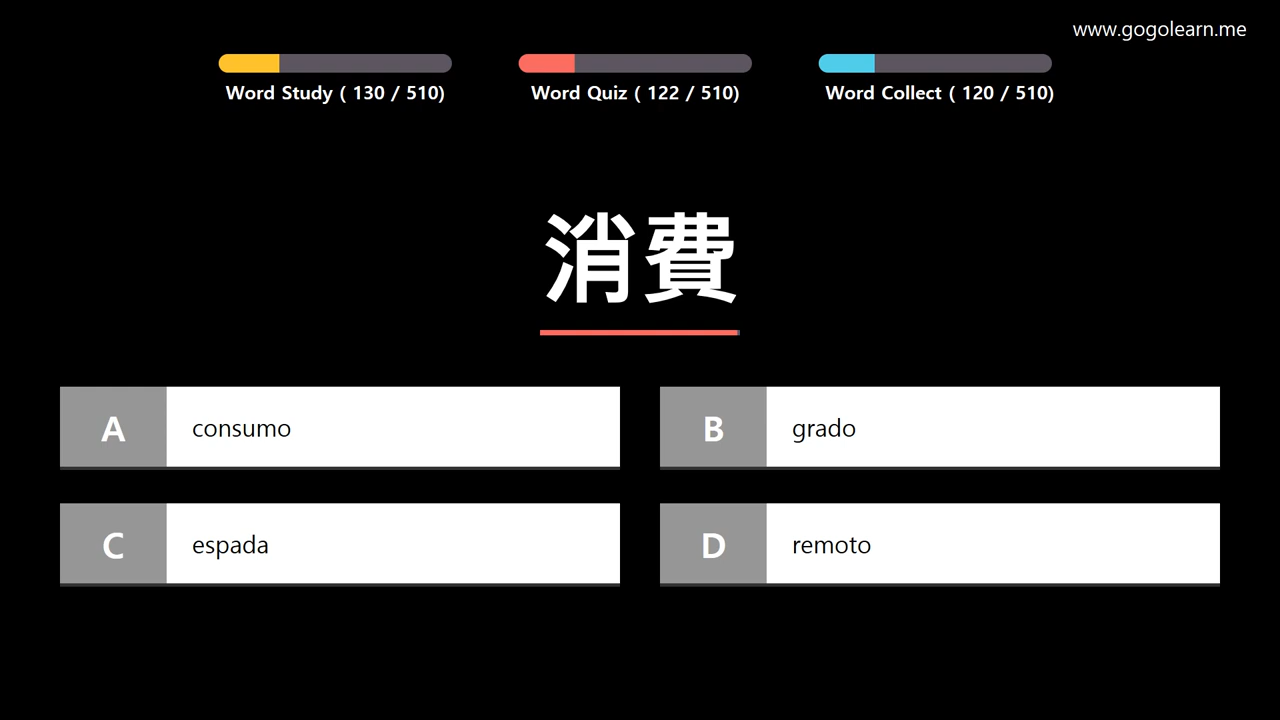 www.gogolearn.me
Word Study ( 130 / 510)
Word Quiz ( 122 / 510)
Word Collect ( 120 / 510)
消費
A consumo
B grado
C espada
D remoto